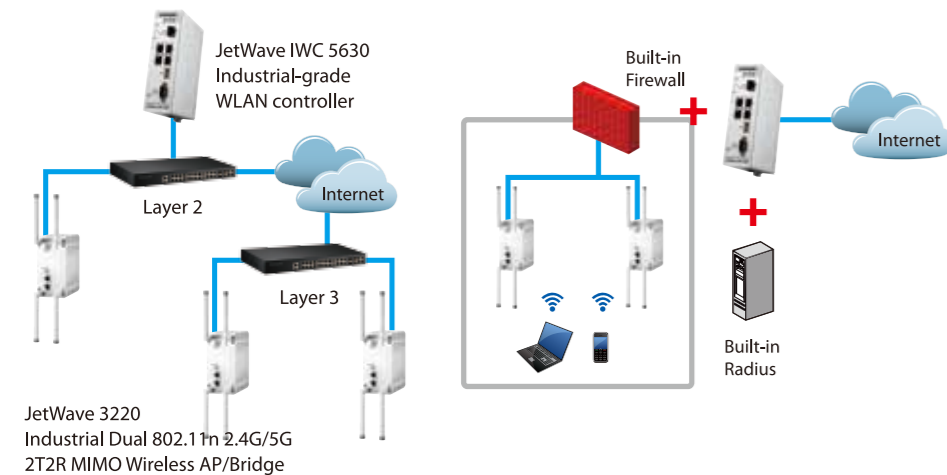 JetWave IWC 5630
Industrial-grade
WLAN controller
Layer 2
Internet
Layer 3
JetWave 3220
Industrial Dual 802.11n 2.4G/5G
2T2R MIMO Wireless AP/Bridge
Built-in
Firewall
Internet
Built-in
Radius